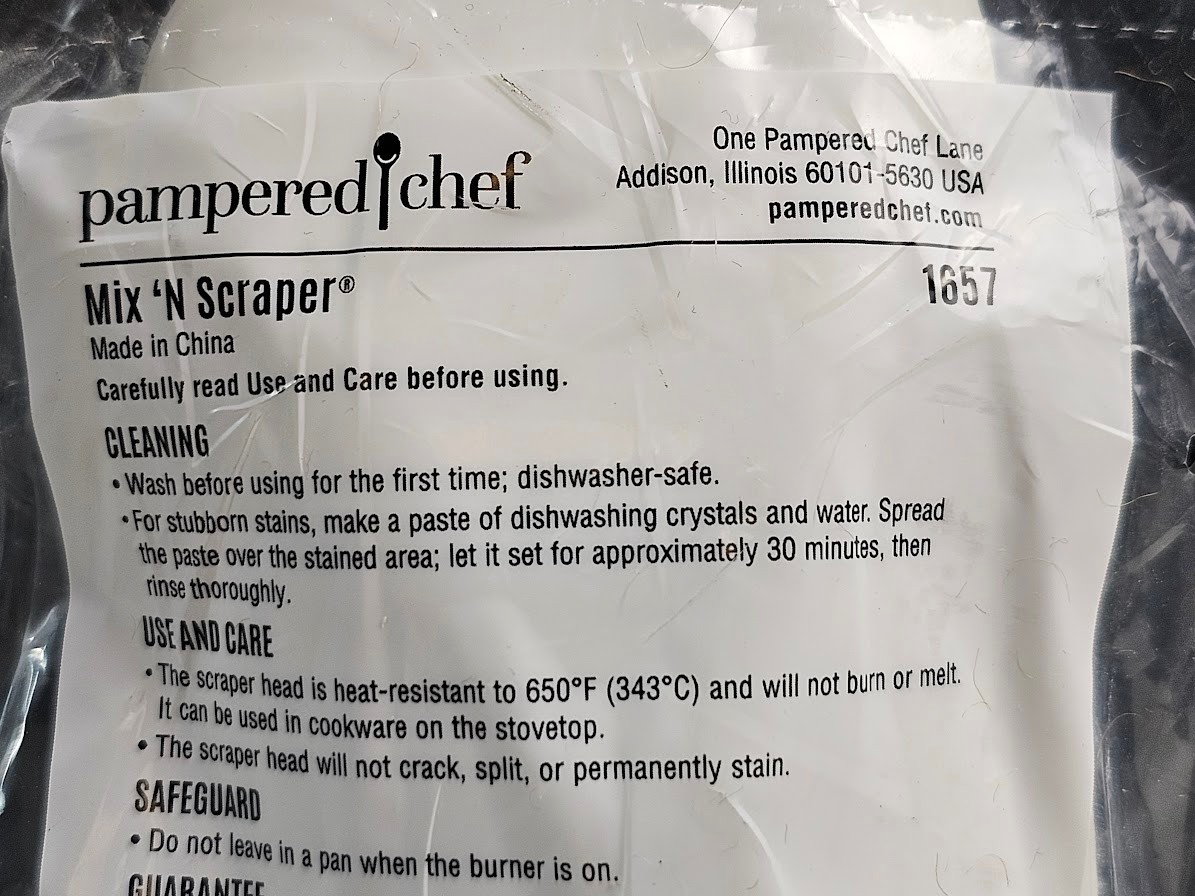 pampered chef
One Pampered Chef Lane
Addison, Illinois 60101-5630 USA
pamperedchef.com
Mix ‘N Scraper®
1657
Made in China
Carefully read Use and Care before using.
CLEANING
• Wash before using for the first time; dishwasher-safe.
• For stubborn stains, make a paste of dishwashing crystals and water. Spread
the paste over the stained area; let it set for approximately 30 minutes, then
rinse thoroughly.
USE AND CARE
• The scraper head is heat-resistant to 650°F (343°C) and will not burn or melt.
It can be used in cookware on the stovetop.
• The scraper head will not crack, split, or permanently stain.
SAFEGUARD
• Do not leave in a pan when the burner is on.
GUARANTEE